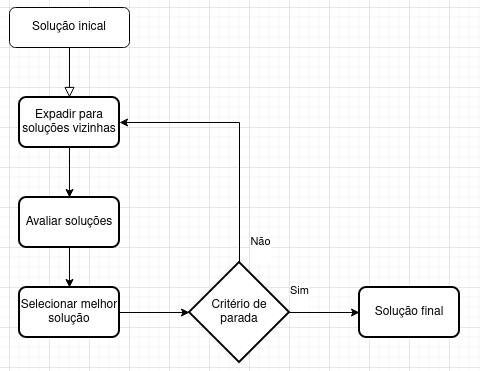 Solução inical
Expadir para
soluções vizinhas
Avaliar soluções
Selecionar melhor
solução
Critério de
parada
Não
Sim
Solução final